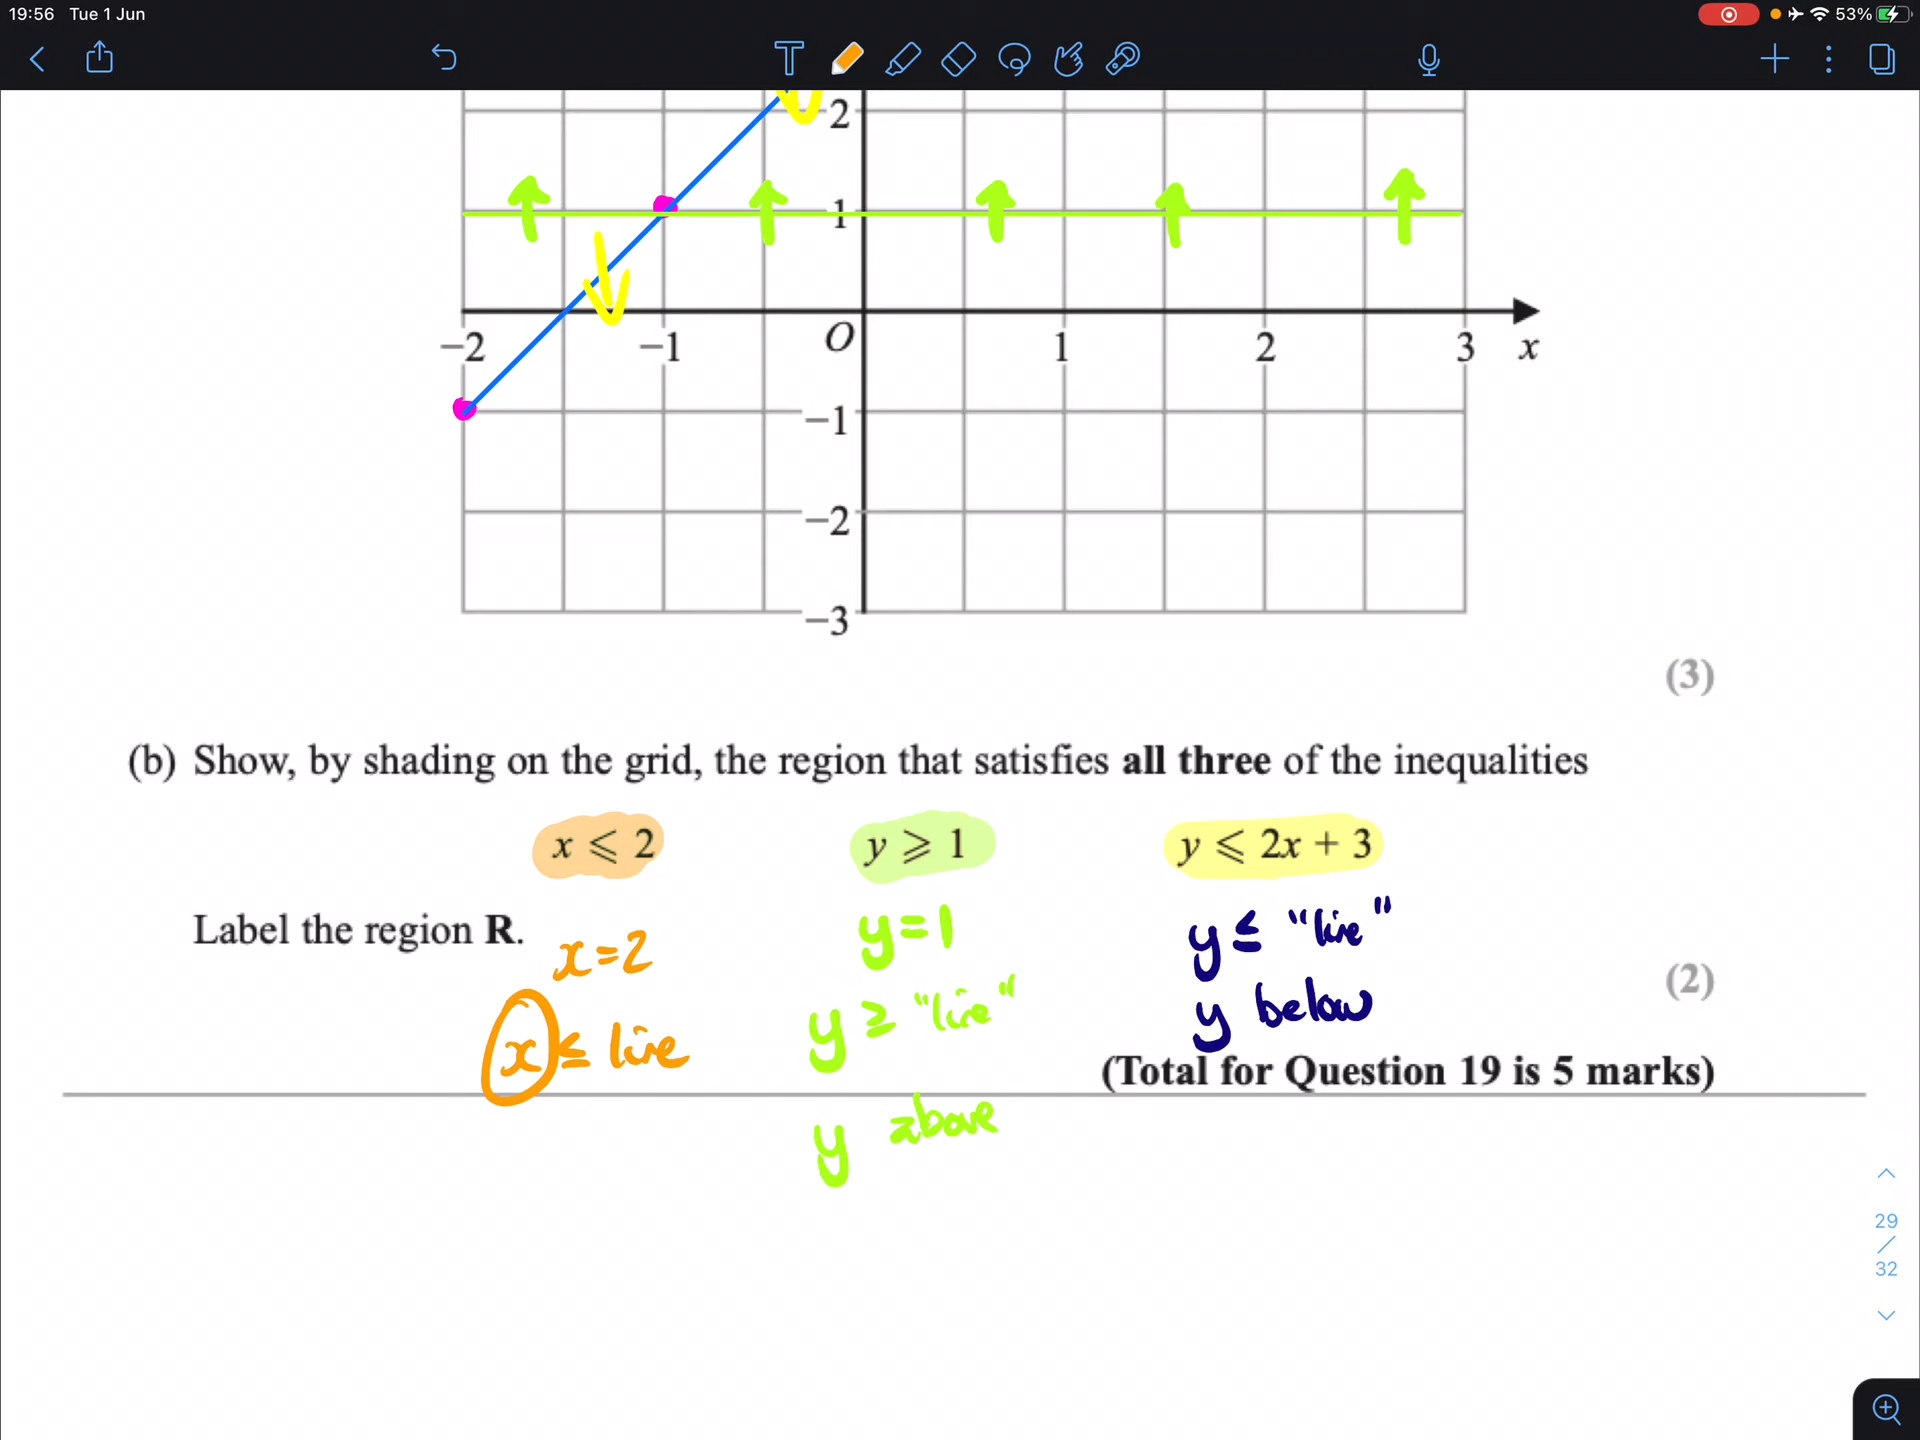 19:56 Tue 1 Jun 53%
2
1
−2 −1 O 1 2 3 x
−1
−2
−3
(3)
(b) Show, by shading on the grid, the region that satisfies all three of the inequalities
x ⩽ 2 y ⩾ 1 y ⩽ 2x + 3
Label the region R.
x=2
x ≤ line
y=1
y ≥ "line"
y above
y ≤ "line"
y below
(2)
(Total for Question 19 is 5 marks)
29
/
32